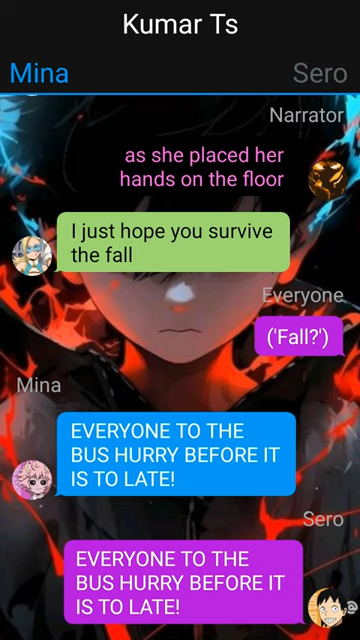 Kumar Ts
Mina
Sero
Narrator
as she placed her
hands on the floor
I just hope you survive
the fall
Everyone
('Fall?')
Mina
EVERYONE TO THE
BUS HURRY BEFORE IT
IS TO LATE!
Sero
EVERYONE TO THE
BUS HURRY BEFORE IT
IS TO LATE!
@